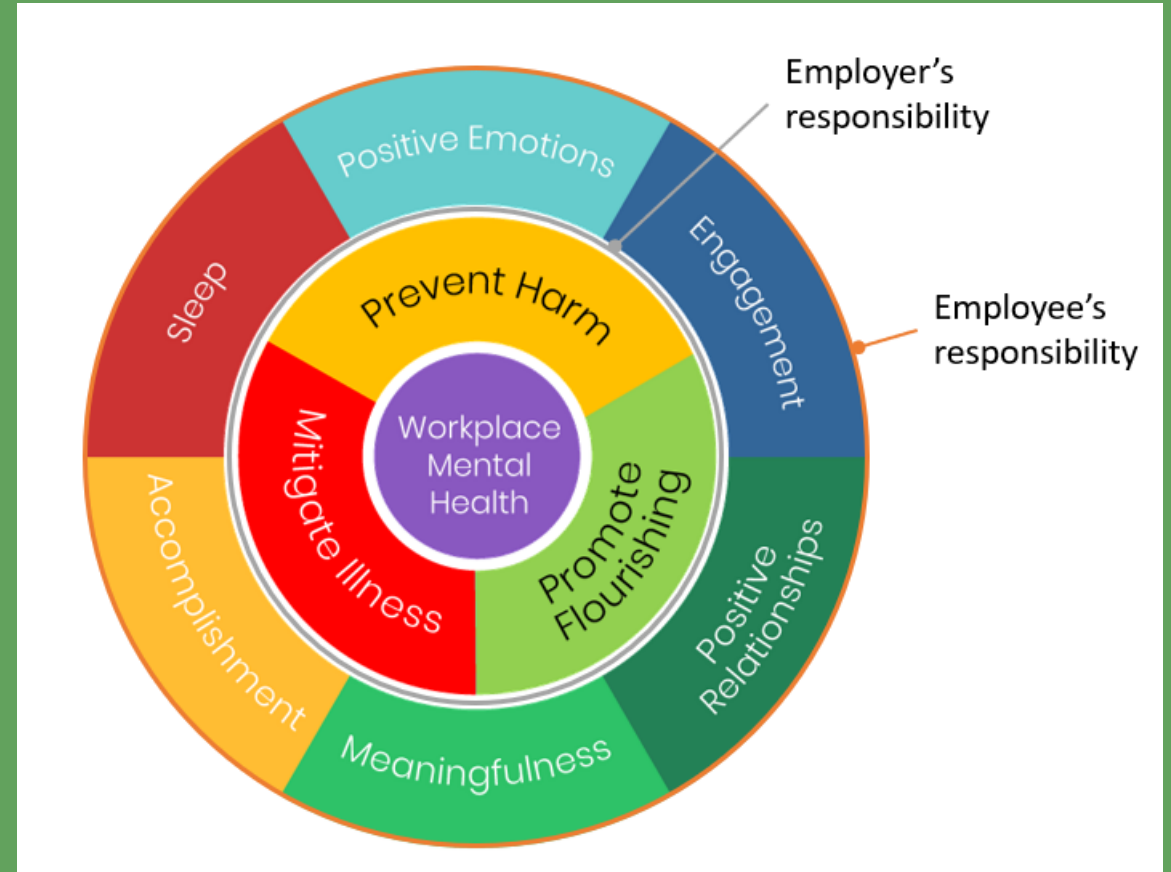 Employer’s
responsibility
Positive Emotions
Engagement
Employee’s
responsibility
Sleep
Prevent Harm
Workplace
Mental
Health
Mitigate Illness
Promote
Flourishing
Accomplishment
Positive
Relationships
Meaningfulness